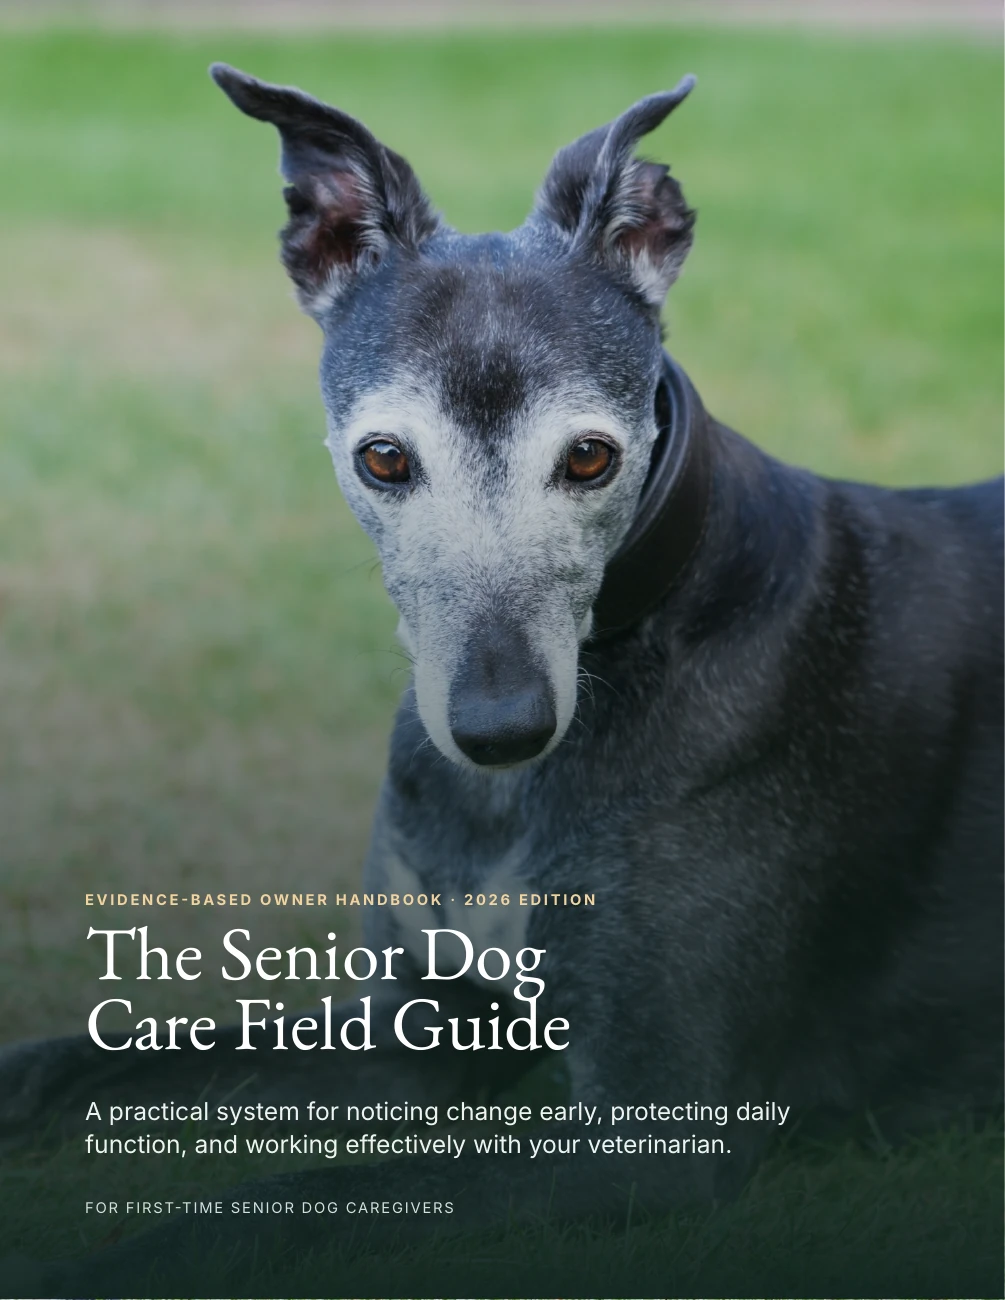 EVIDENCE-BASED OWNER HANDBOOK · 2026 EDITION
The Senior Dog
Care Field Guide
A practical system for noticing change early, protecting daily
function, and working effectively with your veterinarian.
FOR FIRST-TIME SENIOR DOG CAREGIVERS